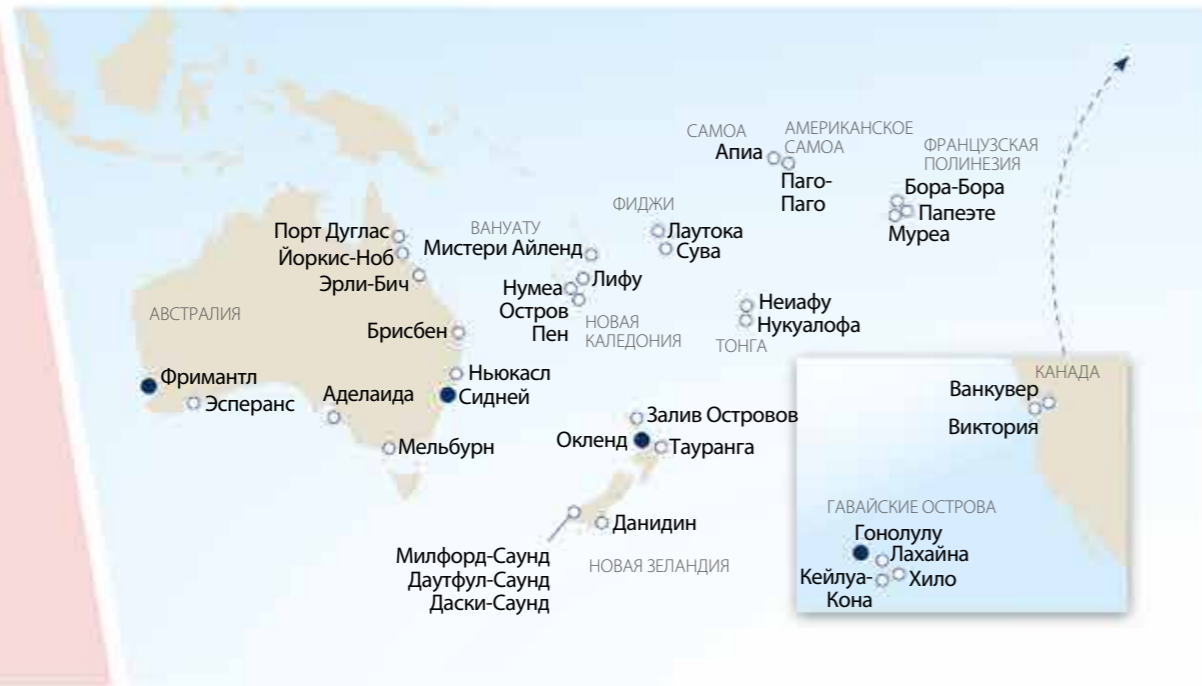 САМОА
Апиа
АМЕРИКАНСКОЕ
САМОА
Паго-
Паго
ФРАНЦУЗСКАЯ
ПОЛИНЕЗИЯ
Бора-Бора
Папеэте
Муреа
ФИДЖИ
Лаутока
Сува
ВАНУАТУ
Мистери Айленд
Лифу
Нумеа
Остров
Пен
НОВАЯ
КАЛЕДОНИЯ
Неиафу
Нукуалофа
ТОНГА
Порт Дуглас
Йоркис-Ноб
Эрли-Бич
АВСТРАЛИЯ
Брисбен
Ньюкасл
Сидней
Фримантл
Эсперанс
Аделаида
Мельбурн
Залив Островов
Окленд
Тауранга
Данидин
Милфорд-Саунд
Даутфул-Саунд
Даски-Саунд
НОВАЯ ЗЕЛАНДИЯ
КАНАДА
Ванкувер
Виктория
ГАВАЙСКИЕ ОСТРОВА
Гонолулу
Лахайна
Кейлуа-
Кона
Хило